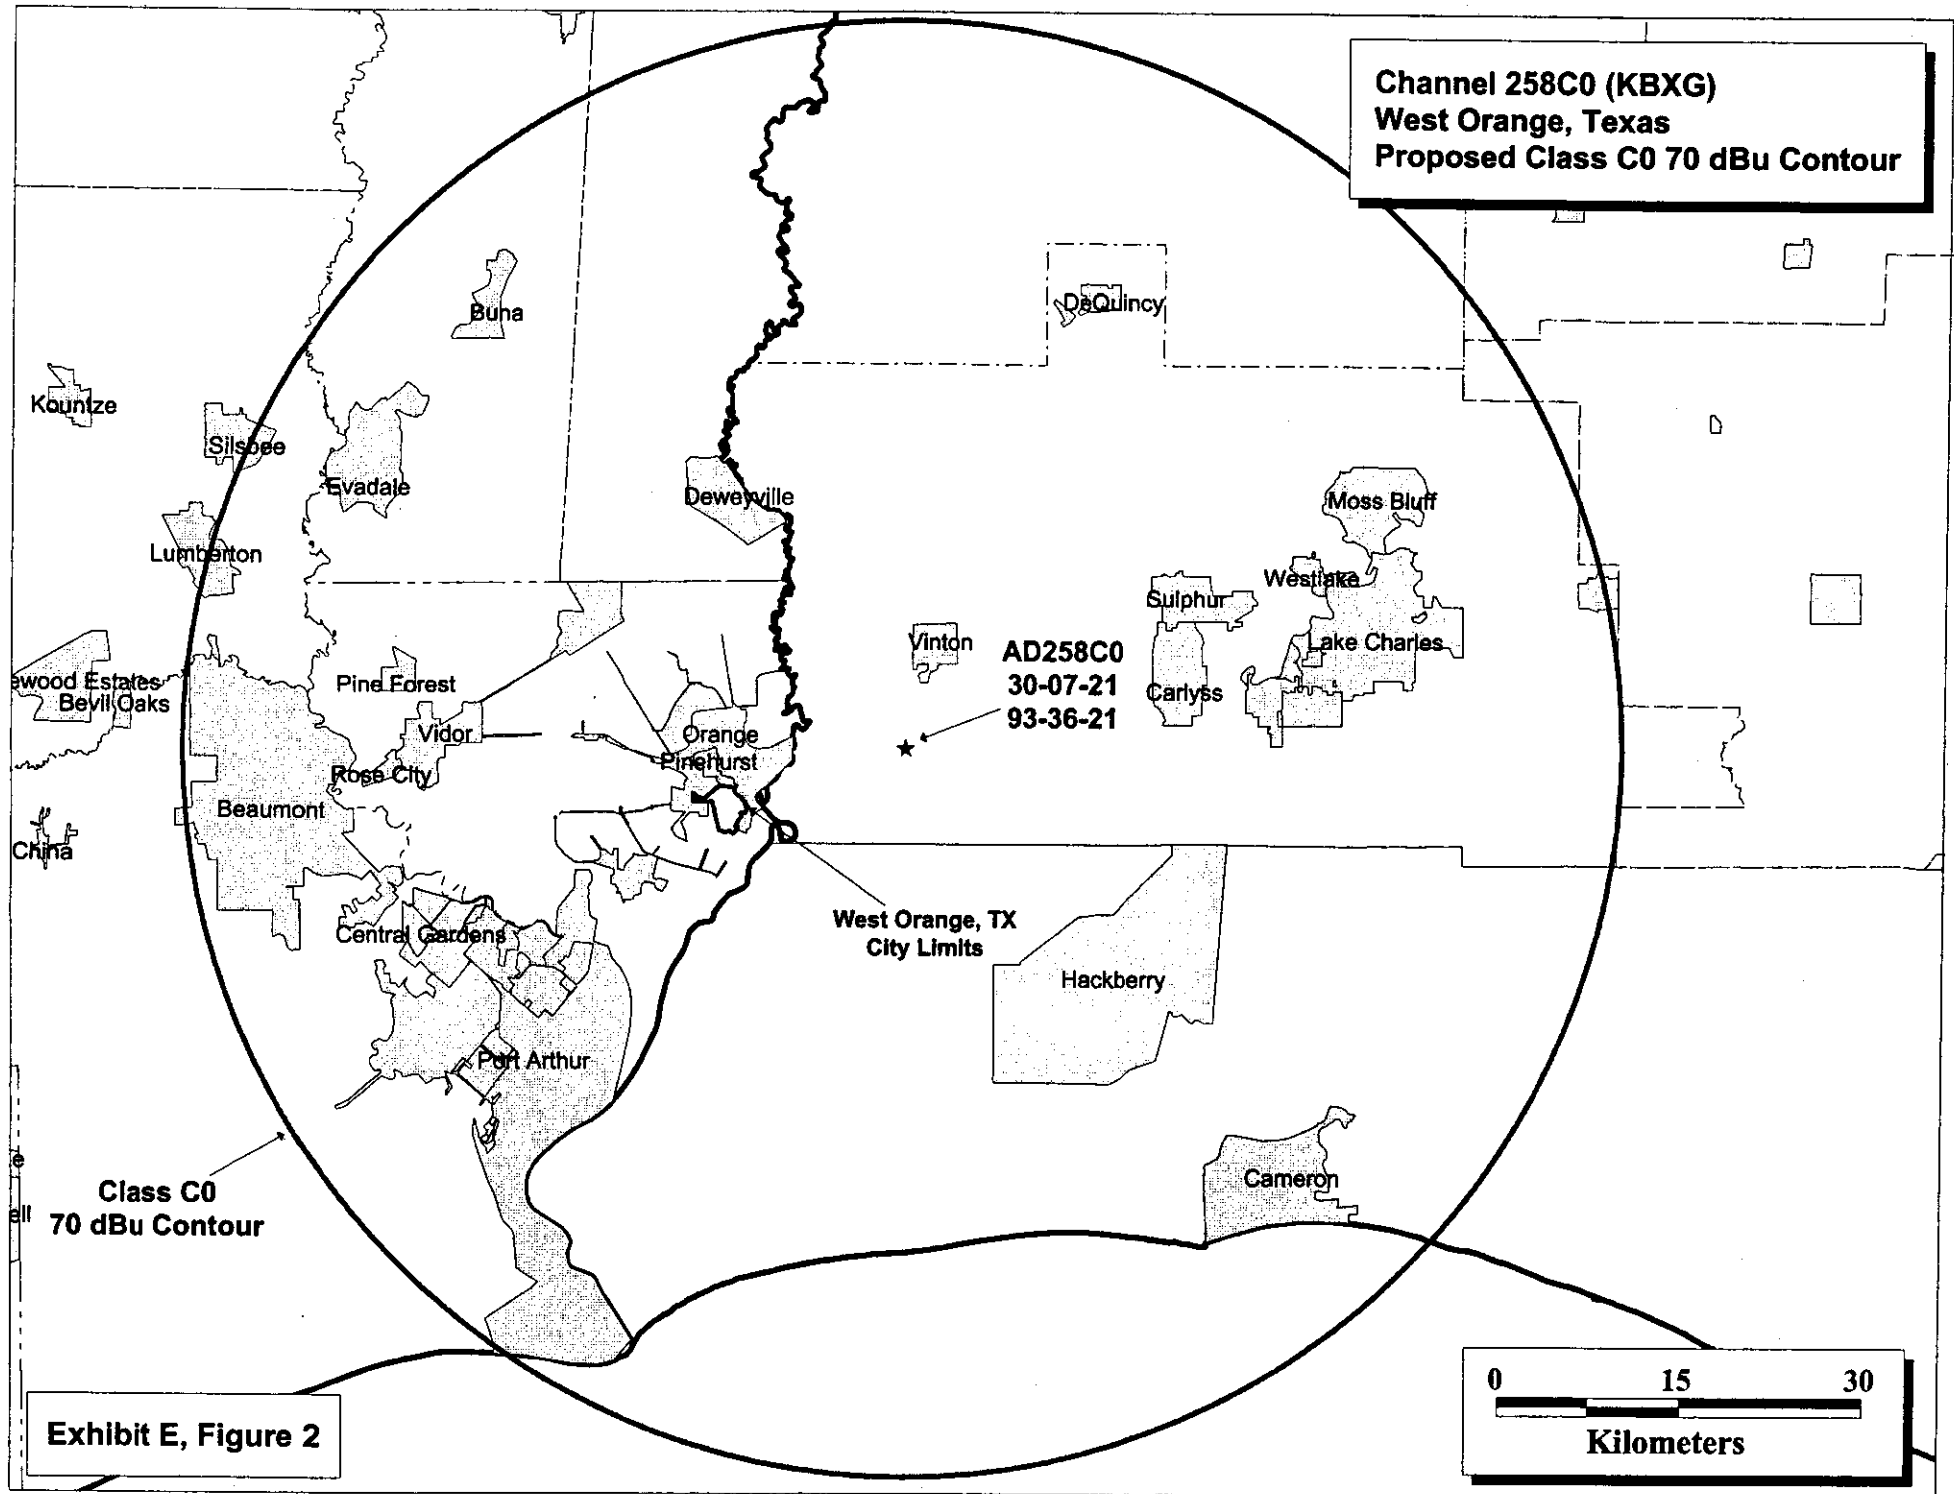 Channel 258C0 (KBXG)
West Orange, Texas
Proposed Class C0 70 dBu Contour
Buna
DeQuincy
Kountze
Silsbee
Evadale
Deweyville
Moss Bluff
Lumberton
Westlake
Sulphur
Vinton
Lake Charles
AD258C0
30-07-21
93-36-21
Pine Forest
ewood Estates
Bevil Oaks
Carlyss
Vidor
Orange
Pinehurst
Rose City
Beaumont
China
West Orange, TX
City Limits
Central Gardens
Hackberry
Port Arthur
e
Cameron
Class C0
70 dBu Contour
ell
Exhibit E, Figure 2
0 15 30
Kilometers